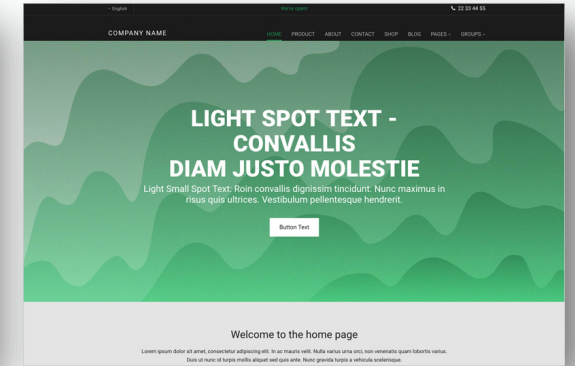 ~ English
We're open!
22 33 44 55
COMPANY NAME
HOME PRODUCT ABOUT CONTACT SHOP BLOG PAGES ~ GROUPS ~
LIGHT SPOT TEXT -
CONVALLIS
DIAM JUSTO MOLESTIE
Light Small Spot Text: Roin convallis dignissim tincidunt. Nunc maximus in
risus quis ultrices. Vestibulum pellentesque hendrerit.
Button Text
Welcome to the home page
Lorem ipsum dolor sit amet, consectetur adipiscing elit. In ac mauris velit. Nulla varius urna orci, non venenatis quam lobortis varius.
Duis ut nunc id turpis mollis aliquet sed quis ante. Nunc gravida turpis a vehicula scelerisque.